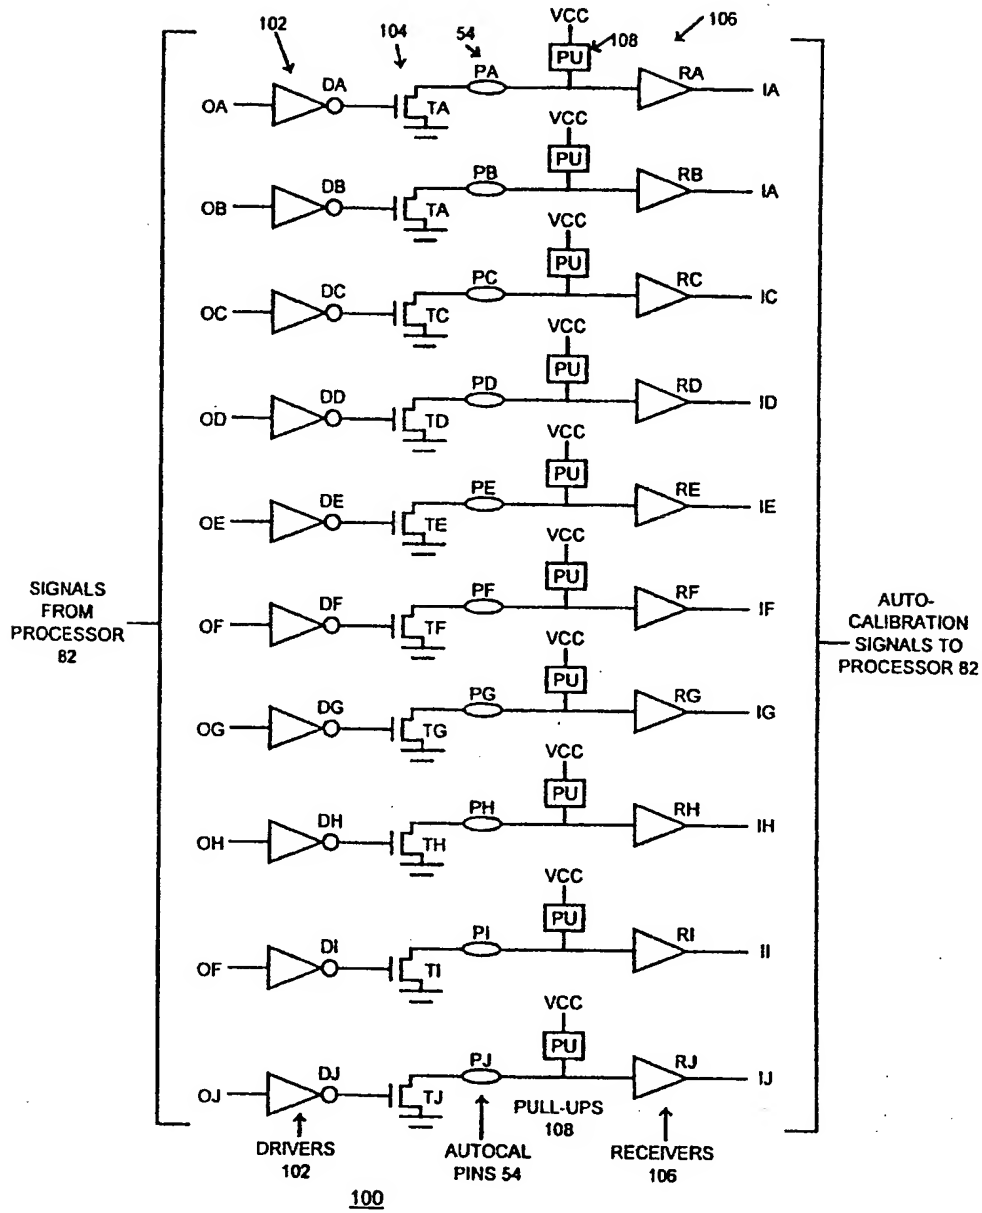 VCC
102
104
54
PU
108
106
PA
RA
DA
OA
TA
IA
VCC
PU
PB
RB
DB
OB
TA
IA
VCC
PU
PC
RC
DC
OC
TC
IC
VCC
PU
PD
RD
DD
OD
TD
ID
VCC
PU
PE
RE
DE
OE
TE
IE
VCC
PU
PF
RF
DF
OF
TF
IF
SIGNALS
FROM
PROCESSOR
82
AUTO-
CALIBRATION
SIGNALS TO
PROCESSOR 82
VCC
PU
PG
RG
DG
OG
TG
IG
VCC
PU
PH
RH
DH
OH
TH
IH
VCC
PU
PI
RI
DI
OF
TI
II
VCC
PU
PJ
RJ
DJ
OJ
TJ
IJ
PULL-UPS
108
DRIVERS
102
AUTOCAL
PINS 54
RECEIVERS
106
100